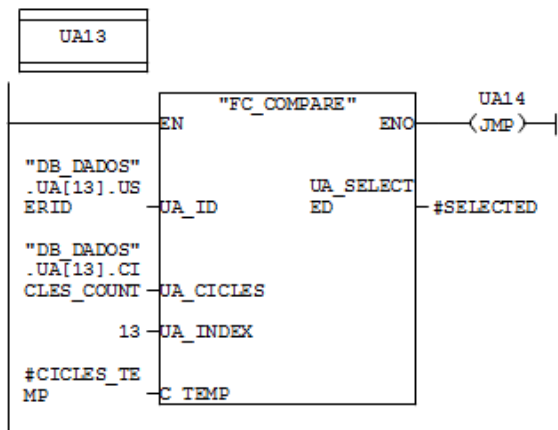 UA13
"FC_COMPARE"
UA14
EN
ENO
(JMP)
"DB_DADOS"
.UA[13].US
ERID
UA_ID
UA_SELECT
ED
#SELECTED
"DB_DADOS"
.UA[13].CI
CLES_COUNT
UA_CICLES
13
UA_INDEX
#CICLES_TE
MP
C_TEMP